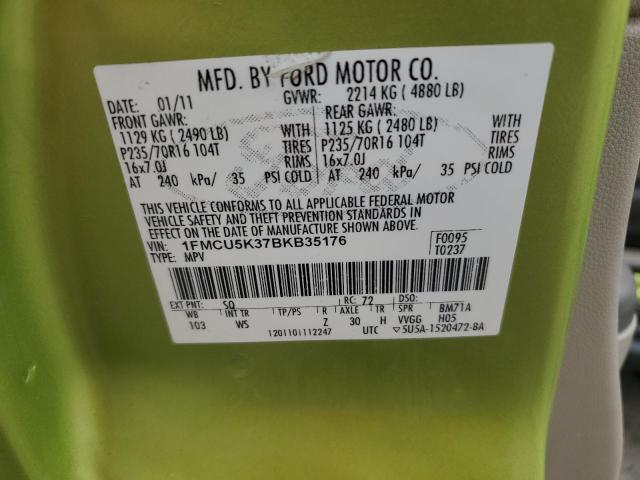 MFD. BY FORD MOTOR CO.
DATE: 01/11 GVWR: 2214 KG ( 4880 LB)
FRONT GAWR: REAR GAWR:
1129 KG ( 2490 LB) WITH 1125 KG ( 2480 LB) WITH
P235/70R16 104T TIRES P235/70R16 104T TIRES
16x7.0J RIMS 16x7.0J RIMS
AT 240 kPa/ 35 PSI COLD AT 240 kPa/ 35 PSI COLD
THIS VEHICLE CONFORMS TO ALL APPLICABLE FEDERAL MOTOR
VEHICLE SAFETY AND THEFT PREVENTION STANDARDS IN
EFFECT ON THE DATE OF MANUFACTURE SHOWN ABOVE.
VIN: 1FMCU5K37BKB35176 F0095
TYPE: MPV T0237
EXT PNT: SQ RC: 72 DSO:
WB INT TR TP/PS R AXLE TR SPR BM71A
103 WS Z 30 H VVGG H05
1201101112247 UTC ▽5U5A-1520472-BA